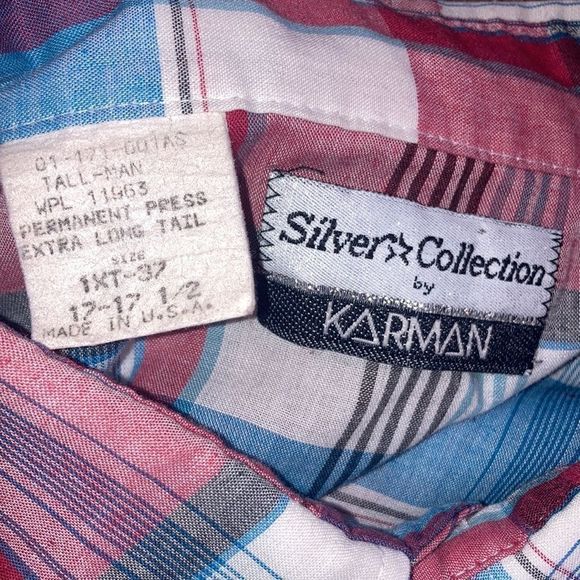 01-171-001AS
TALL-MAN
WPL 11963
PERMANENT PRESS
EXTRA LONG TAIL
SIZE
1XT-37
17-17 1/2
MADE IN U.S.A.
Silver Collection
by
KARMAN